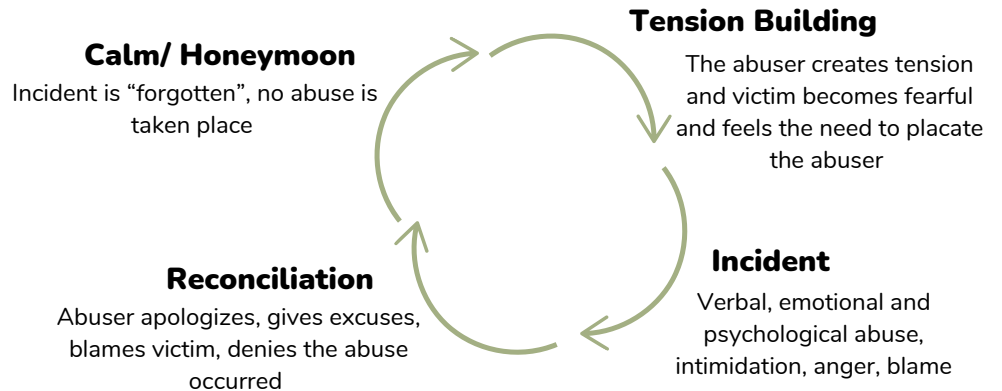 Tension Building
The abuser creates tension
and victim becomes fearful
and feels the need to placate
the abuser
Incident
Verbal, emotional and
psychological abuse,
intimidation, anger, blame
Reconciliation
Abuser apologizes, gives excuses,
blames victim, denies the abuse
occurred
Calm/ Honeymoon
Incident is “forgotten”, no abuse is
taken place